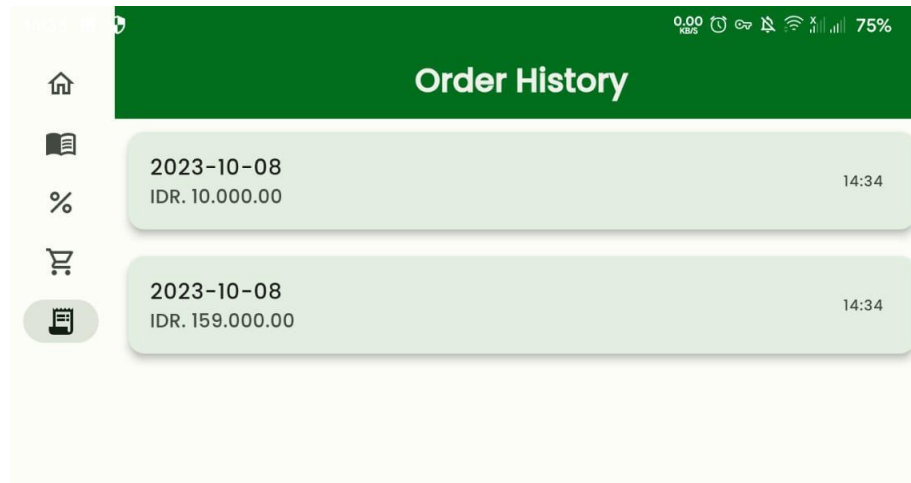 0.00 KB/S 75%
Order History
2023-10-08
IDR. 10.000.00
14:34
2023-10-08
IDR. 159.000.00
14:34